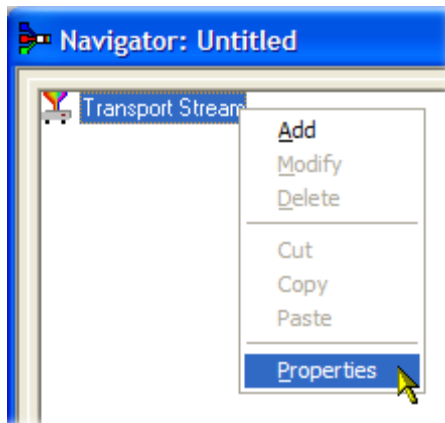 Navigator: Untitled
Transport Stream
Add
Modify
Delete
Cut
Copy
Paste
Properties